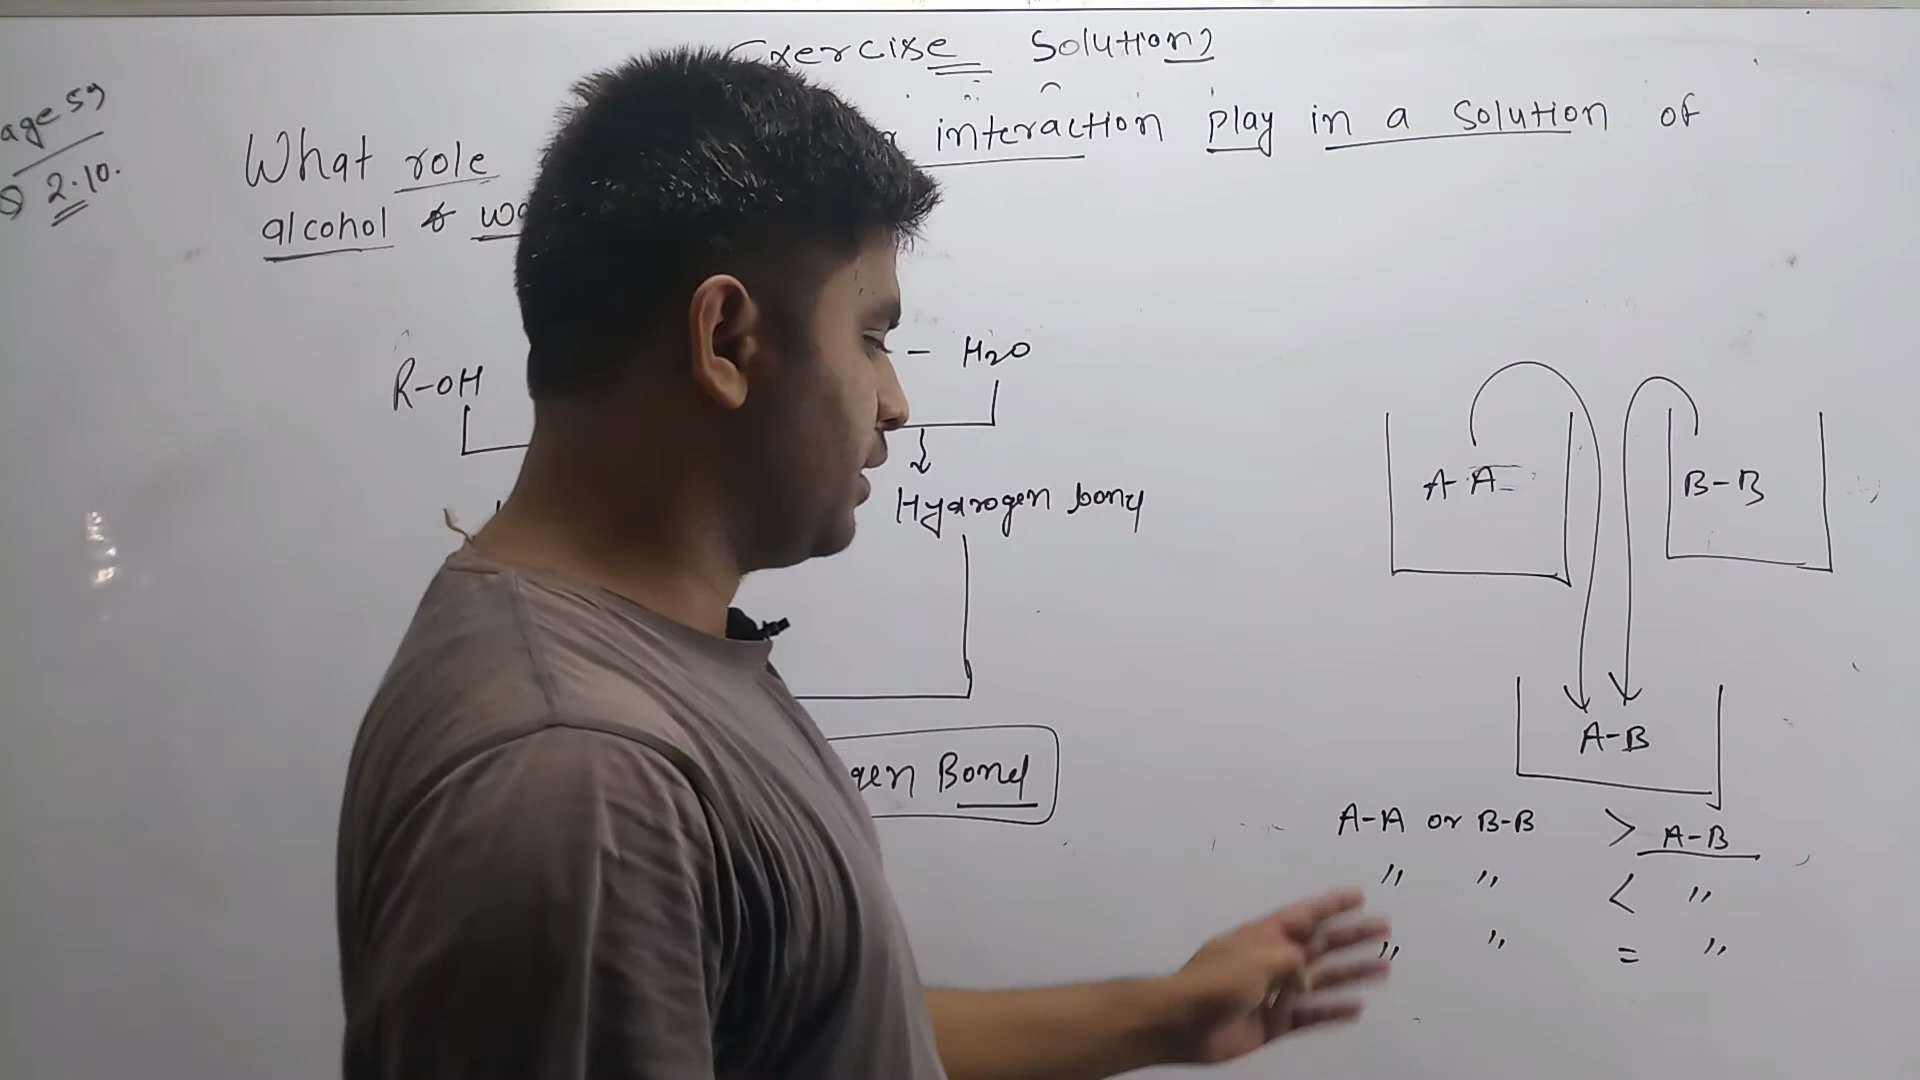 Exercise Solution
age 59
Q 2.10.
What role interaction play in a solution of
alcohol &
R-OH - H2O
A-A B-B
Hydrogen bond
A-B
gen Bond
A-A or B-B > A-B
" " < "
" " = "